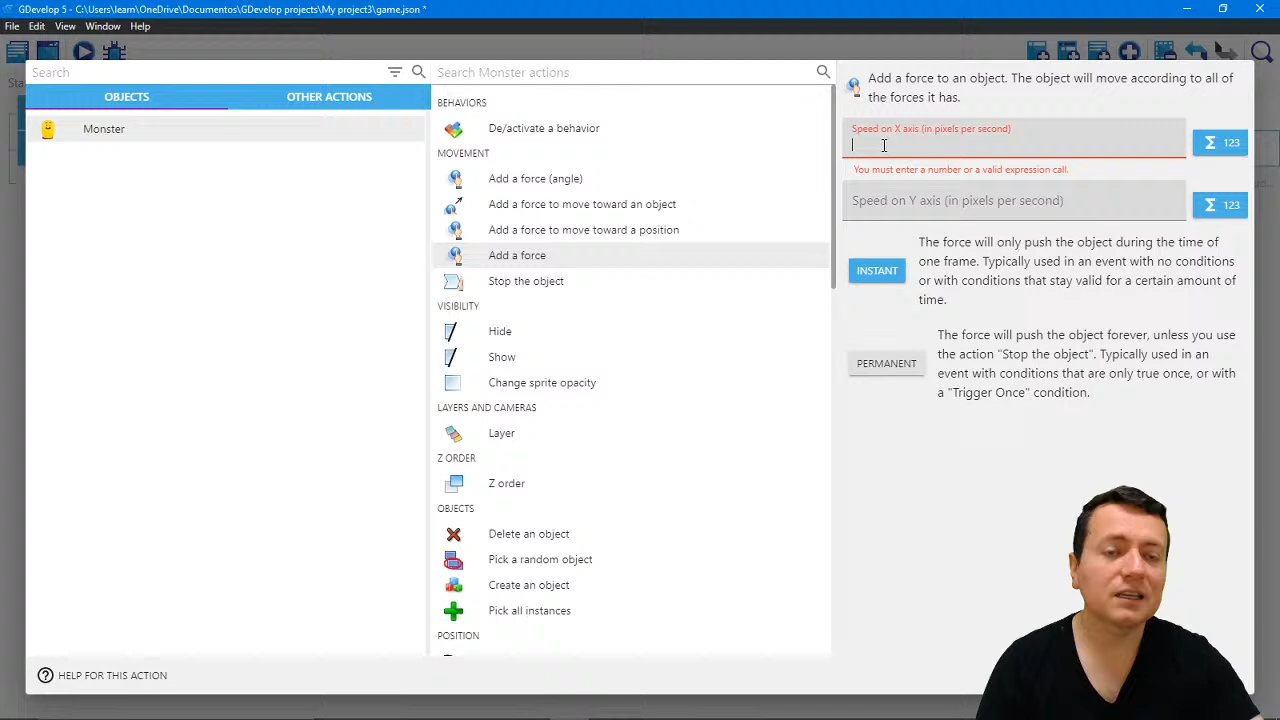 GDevelop 5 - C:\Users\learn\OneDrive\Documentos\GDevelop projects\My project3\game.json *
File Edit View Window Help
Search
Search Monster actions
OBJECTS
OTHER ACTIONS
Monster
BEHAVIORS
De/activate a behavior
MOVEMENT
Add a force (angle)
Add a force to move toward an object
Add a force to move toward a position
Add a force
Stop the object
VISIBILITY
Hide
Show
Change sprite opacity
LAYERS AND CAMERAS
Layer
Z ORDER
Z order
OBJECTS
Delete an object
Pick a random object
Create an object
Pick all instances
POSITION
Add a force to an object. The object will move according to all of
the forces it has.
Speed on X axis (in pixels per second)
Σ 123
You must enter a number or a valid expression call.
Speed on Y axis (in pixels per second)
Σ 123
INSTANT
The force will only push the object during the time of
one frame. Typically used in an event with no conditions
or with conditions that stay valid for a certain amount of
time.
PERMANENT
The force will push the object forever, unless you use
the action "Stop the object". Typically used in an
event with conditions that are only true once, or with
a "Trigger Once" condition.
HELP FOR THIS ACTION